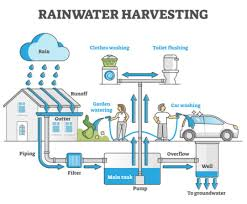 RAINWATER HARVESTING
Rain
Clothes washing
Toilet flushing
Runoff
Garden
watering
Car washing
Gutter
Piping
Filter
Main tank
Overflow
Well
Pump
To groundwater